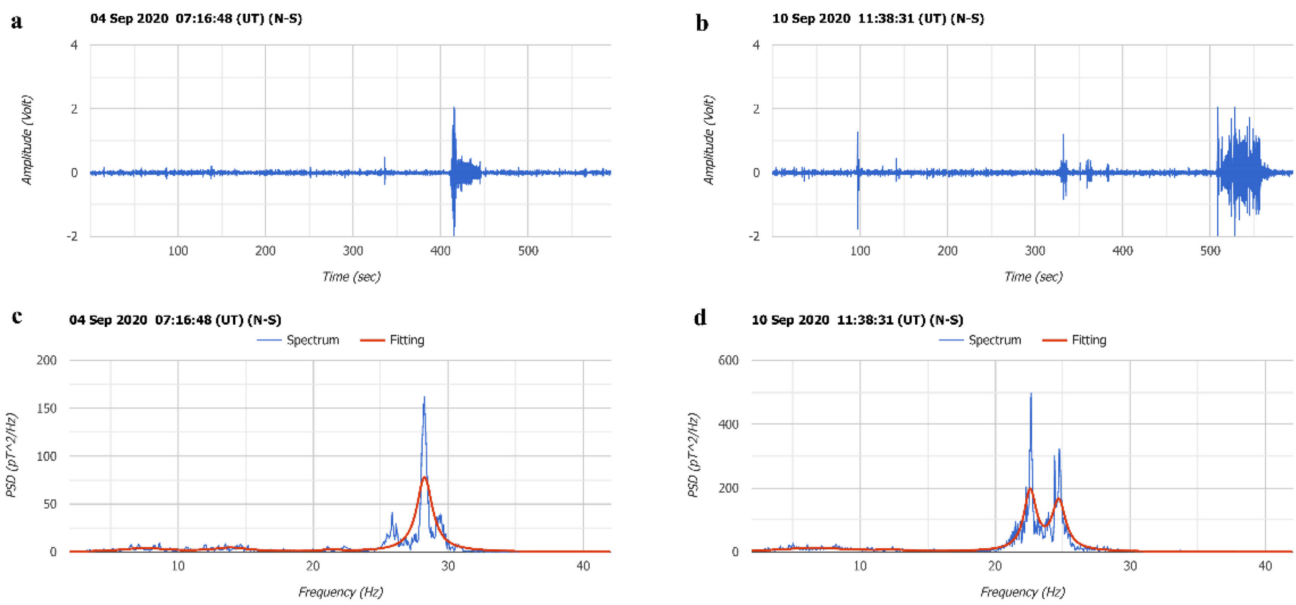 a
04 Sep 2020 07:16:48 (UT) (N-S)
4
2
0
-2
Amplitude (Volt)
100 200 300 400 500
Time (sec)
b
10 Sep 2020 11:38:31 (UT) (N-S)
4
2
0
-2
Amplitude (Volt)
100 200 300 400 500
Time (sec)
c
04 Sep 2020 07:16:48 (UT) (N-S)
Spectrum Fitting
200
150
100
50
0
PSD (pT^2/Hz)
10 20 30 40
Frequency (Hz)
d
10 Sep 2020 11:38:31 (UT) (N-S)
Spectrum Fitting
600
400
200
0
PSD (pT^2/Hz)
10 20 30 40
Frequency (Hz)